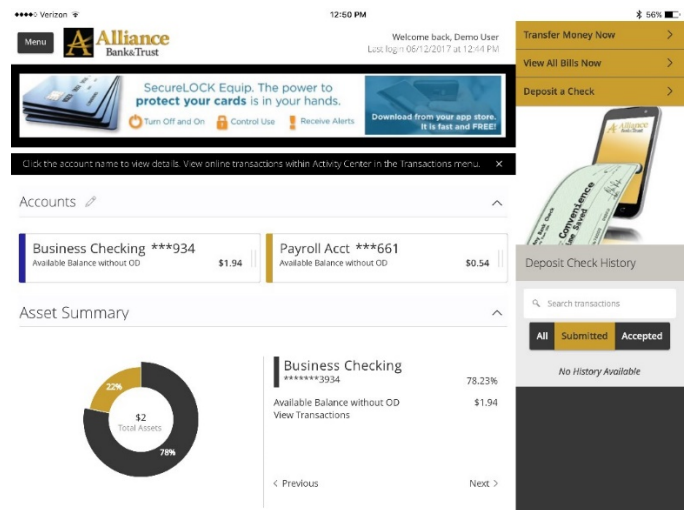 Verizon
12:50 PM
56%
Menu
A Alliance
Bank&Trust
Welcome back, Demo User
Last login 06/12/2017 at 12:44 PM
SecureLOCK Equip. The power to
protect your cards is in your hands.
Turn Off and On
Control Use
Receive Alerts
Download from your app store.
It is fast and FREE!
Click the account name to view details. View online transactions within Activity Center in the Transactions menu. ×
Accounts
Business Checking ***934
Available Balance without OD $1.94
Payroll Acct ***661
Available Balance without OD $0.54
Asset Summary
22%
$2
Total Assets
78%
Business Checking
*******3934 78.23%
Available Balance without OD $1.94
View Transactions
< Previous
Next >
Transfer Money Now >
View All Bills Now >
Deposit a Check >
Alliance
Bank&Trust
Convenience
Saved
Deposit Check History
Search transactions
All
Submitted
Accepted
No History Available